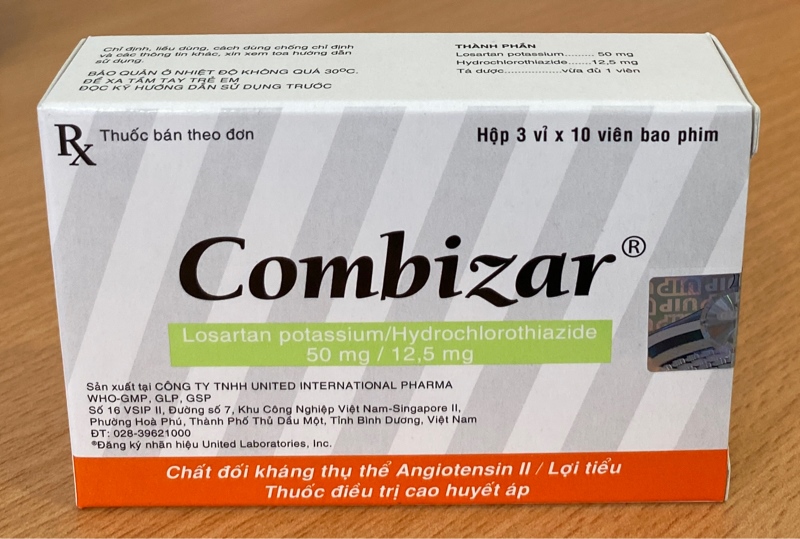 Chỉ định, liều dùng, cách dùng chống chỉ định
và các thông tin khác, xin xem toa hướng dẫn
sử dụng.
BẢO QUẢN Ở NHIỆT ĐỘ KHÔNG QUÁ 30ºC.
ĐỂ XA TẦM TAY TRẺ EM
ĐỌC KỸ HƯỚNG DẪN SỬ DỤNG TRƯỚC
THÀNH PHẦN
Losartan potassium......... 50 mg
Hydrochlorothiazide......12,5 mg
Tá dược...............vừa đủ 1 viên
Rx Thuốc bán theo đơn
Hộp 3 vỉ x 10 viên bao phim
Combizar®
Losartan potassium/Hydrochlorothiazide
50 mg / 12,5 mg
UIP
Sản xuất tại CÔNG TY TNHH UNITED INTERNATIONAL PHARMA
WHO-GMP, GLP, GSP
Số 16 VSIP II, Đường số 7, Khu Công Nghiệp Việt Nam-Singapore II,
Phường Hoà Phú, Thành Phố Thủ Dầu Một, Tỉnh Bình Dương, Việt Nam
ĐT: 028-39621000
®Đăng ký nhãn hiệu United Laboratories, Inc.
Chất đối kháng thụ thể Angiotensin II / Lợi tiểu
Thuốc điều trị cao huyết áp